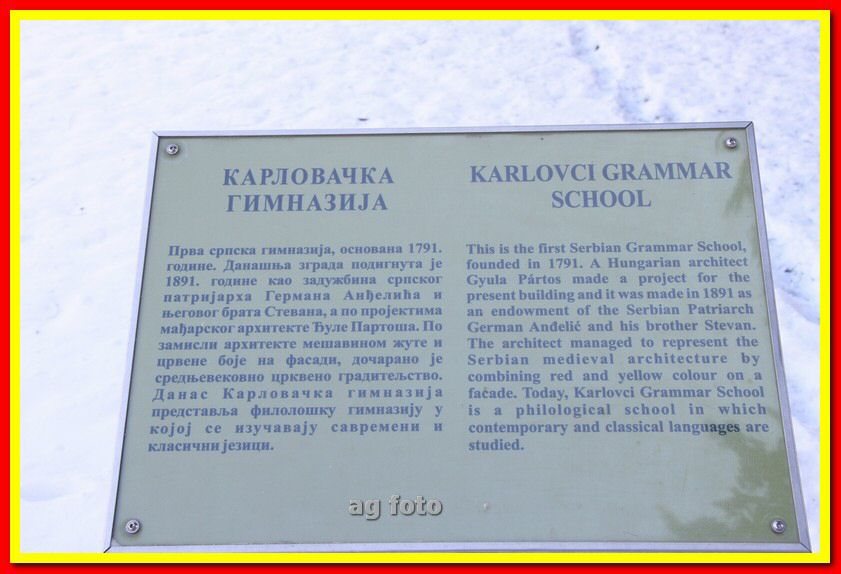 КАРЛОВАЧКА
ГИМНАЗИЈА
Прва српска гимназија, основана 1791.
године. Данашња зграда подигнута је
1891. године као задужбина српског
патријарха Германа Анђелића и
његовог брата Стевана, а по пројектима
мађарског архитекте Ђуле Партоша. По
замисли архитекте мешавином жуте и
црвене боје на фасади, дочарано је
средњевековно црквено градитељство.
Данас Карловачка гимназија
представља филолошку гимназију у
којој се изучавају савремени и
класични језици.
KARLOVCI GRAMMAR
SCHOOL
This is the first Serbian Grammar School,
founded in 1791. A Hungarian architect
Gyula Pártos made a project for the
present building and it was made in 1891 as
an endowment of the Serbian Patriarch
German Anđelić and his brother Stevan.
The architect managed to represent the
Serbian medieval architecture by
combining red and yellow colour on a
façade. Today, Karlovci Grammar School
is a philological school in which
contemporary and classical languages are
studied.
ag foto